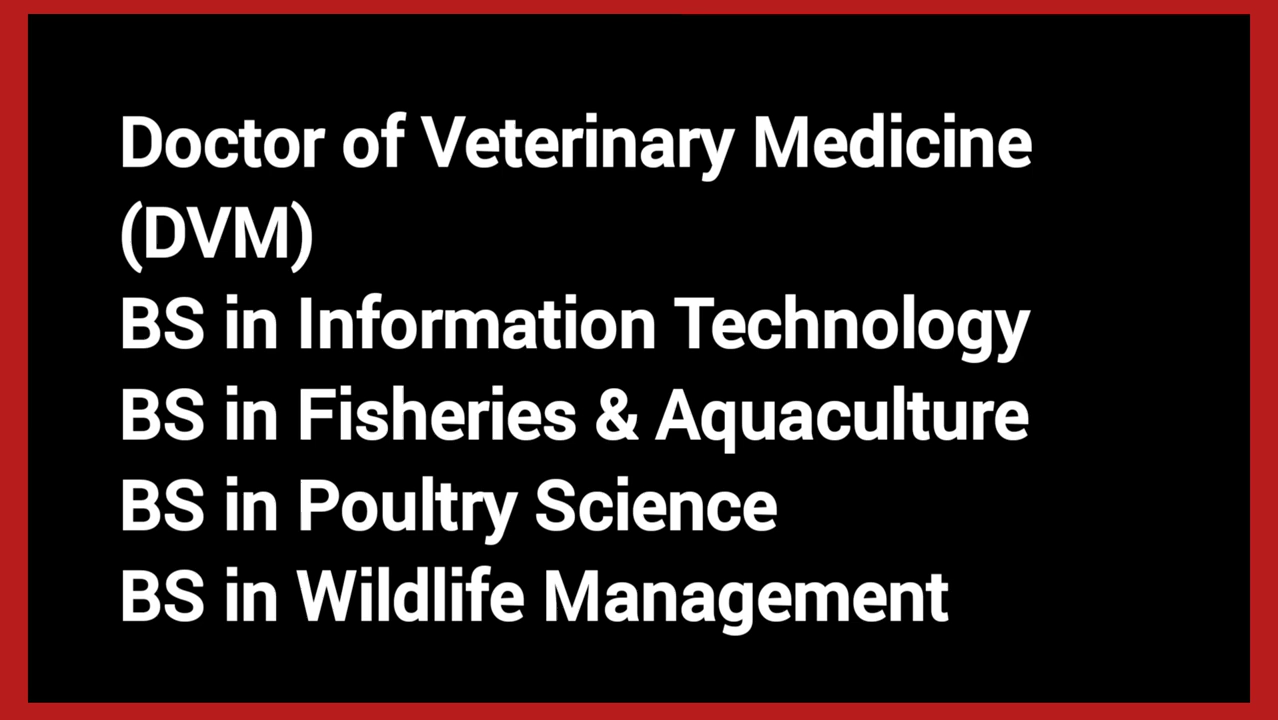 Doctor of Veterinary Medicine
(DVM)
BS in Information Technology
BS in Fisheries & Aquaculture
BS in Poultry Science
BS in Wildlife Management